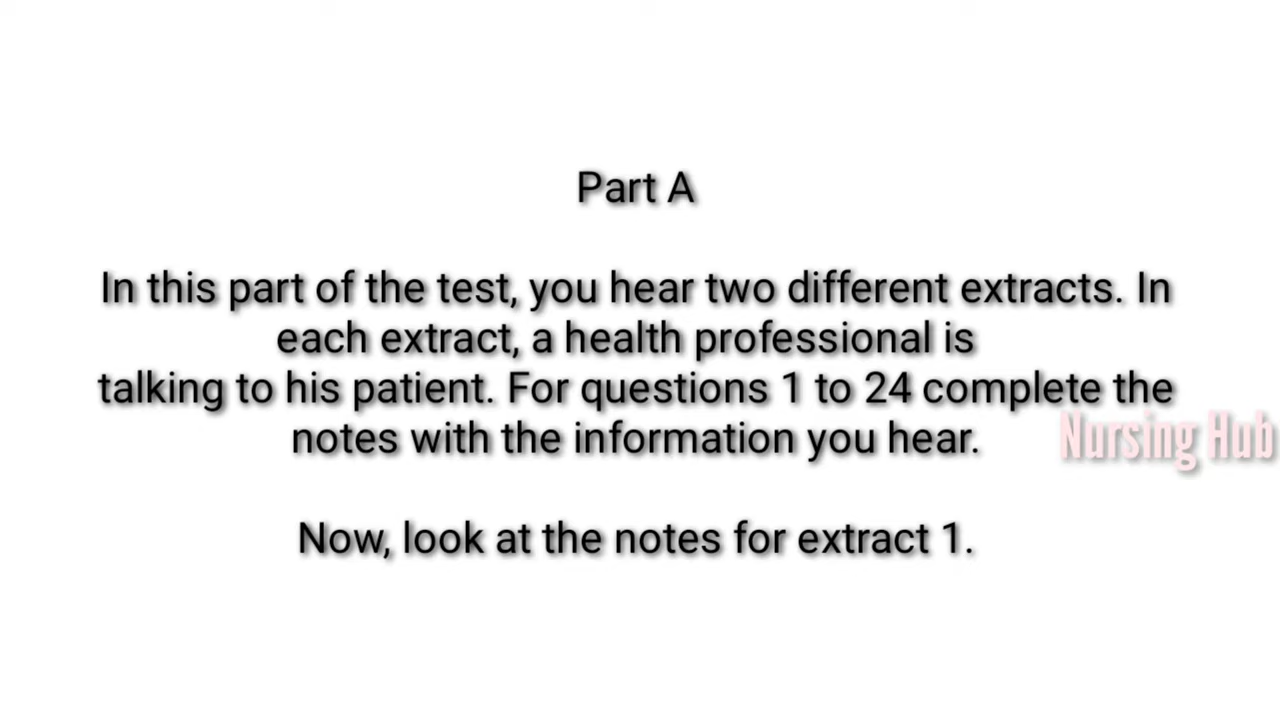 Part A
In this part of the test, you hear two different extracts. In
each extract, a health professional is
talking to his patient. For questions 1 to 24 complete the
notes with the information you hear.
Nursing Hub
Now, look at the notes for extract 1.